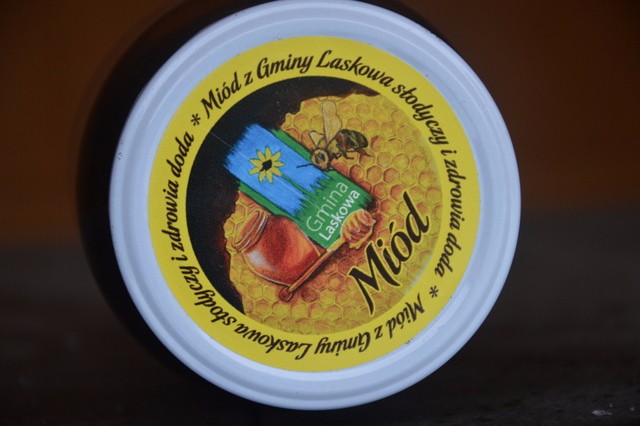 * Miód z Gminy Laskowa słodyczy i zdrowia doda
* Miód z Gminy Laskowa słodyczy i zdrowia doda
Gmina
Laskowa
Miód